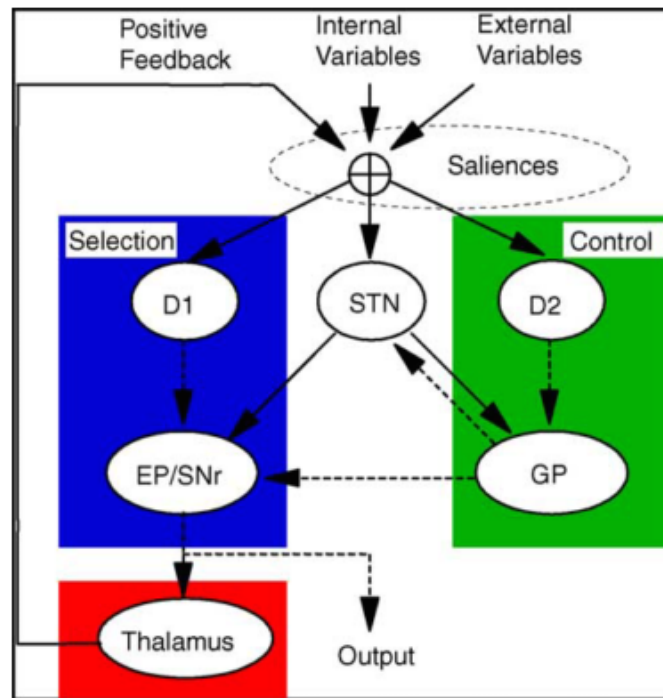 Positive
Feedback
Internal
Variables
External
Variables
Saliences
Selection
Control
D1
STN
D2
EP/SNr
GP
Thalamus
Output